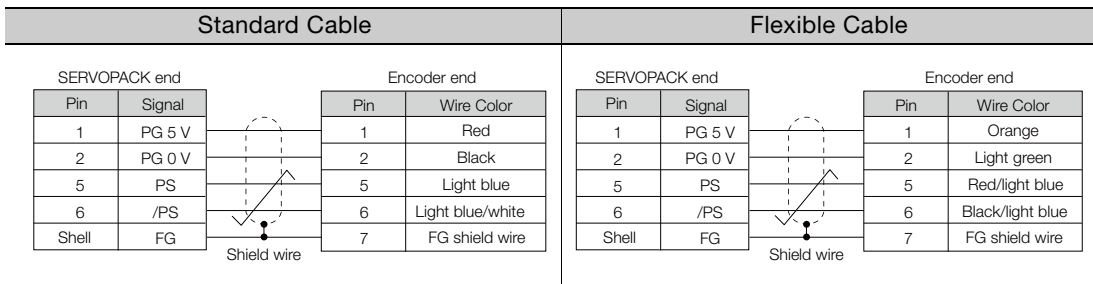 Standard Cable
SERVOPACK end
Encoder end
Pin Signal
1 PG 5 V
2 PG 0 V
5 PS
6 /PS
Shell FG
Pin Wire Color
1 Red
2 Black
5 Light blue
6 Light blue/white
7 FG shield wire
Shield wire
Flexible Cable
SERVOPACK end
Encoder end
Pin Signal
1 PG 5 V
2 PG 0 V
5 PS
6 /PS
Shell FG
Pin Wire Color
1 Orange
2 Light green
5 Red/light blue
6 Black/light blue
7 FG shield wire
Shield wire